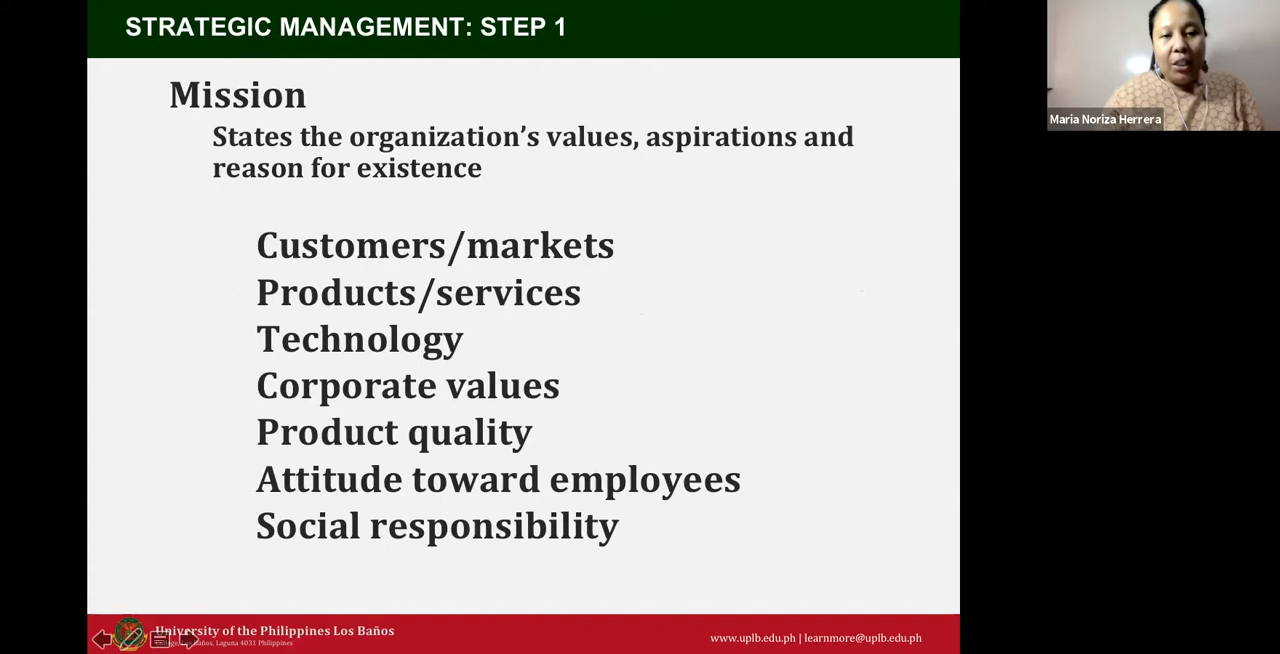 STRATEGIC MANAGEMENT: STEP 1
Mission
States the organization's values, aspirations and
reason for existence
Customers/markets
Products/services
Technology
Corporate values
Product quality
Attitude toward employees
Social responsibility
Maria Noriza Herrera
University of the Philippines Los Baños
Los Baños, Laguna 4031 Philippines
www.uplb.edu.ph | learnmore@uplb.edu.ph